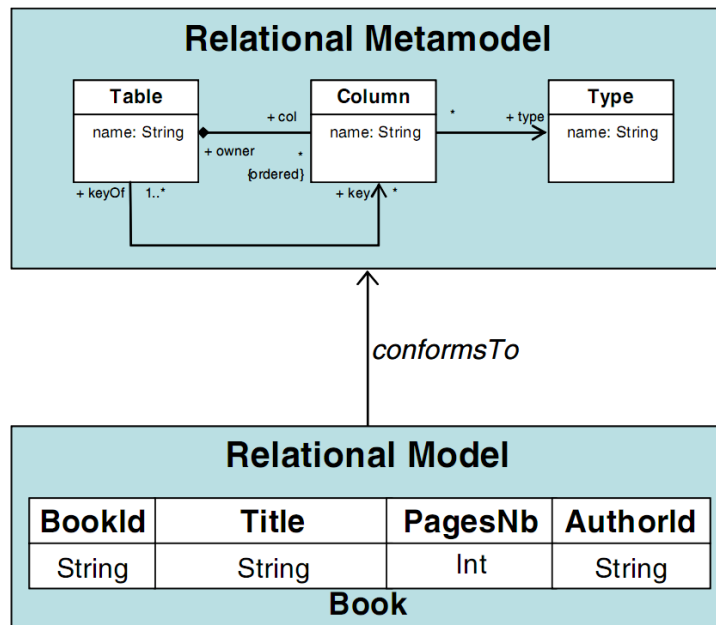 Relational Metamodel
Table
Column
Type
name: String
name: String
name: String
+ col
*
+ type
+ owner
*
{ordered}
+ keyOf
1..*
+ key
*
conformsTo
Relational Model
BookId Title PagesNb AuthorId
String String Int String
Book